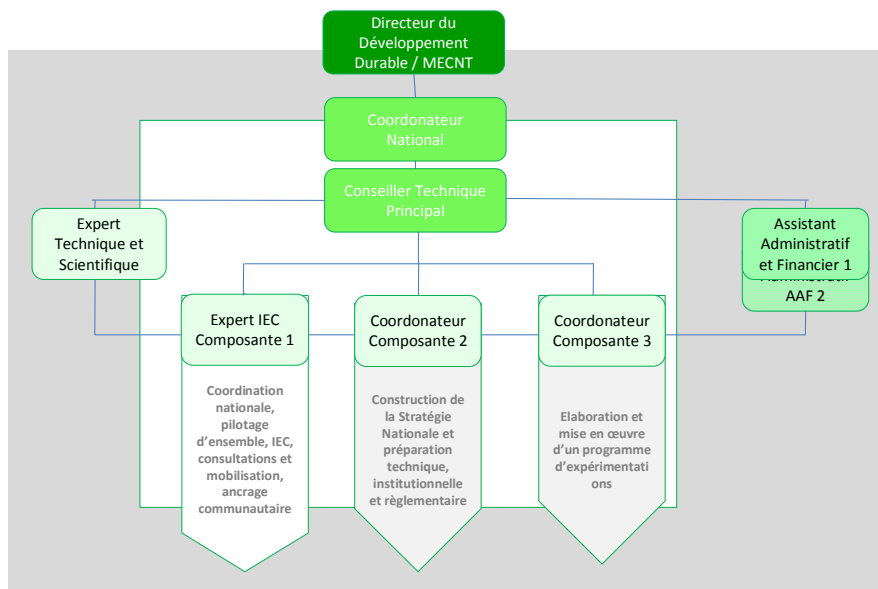 Directeur du
Développement
Durable / MECNT
Coordonateur
National
Conseiller Technique
Principal
Expert
Technique et
Scientifique
Assistant
Administratif
et Financier 1
Administratif
AAF 2
Expert IEC
Composante 1
Coordonateur
Composante 2
Coordonateur
Composante 3
Coordination
nationale,
pilotage
d'ensemble, IEC,
consultations et
mobilisation,
ancrage
communautaire
Construction de
la Stratégie
Nationale et
préparation
technique,
institutionnelle
et règlementaire
Elaboration et
mise en œuvre
d'un programme
d'expérimentati
ons